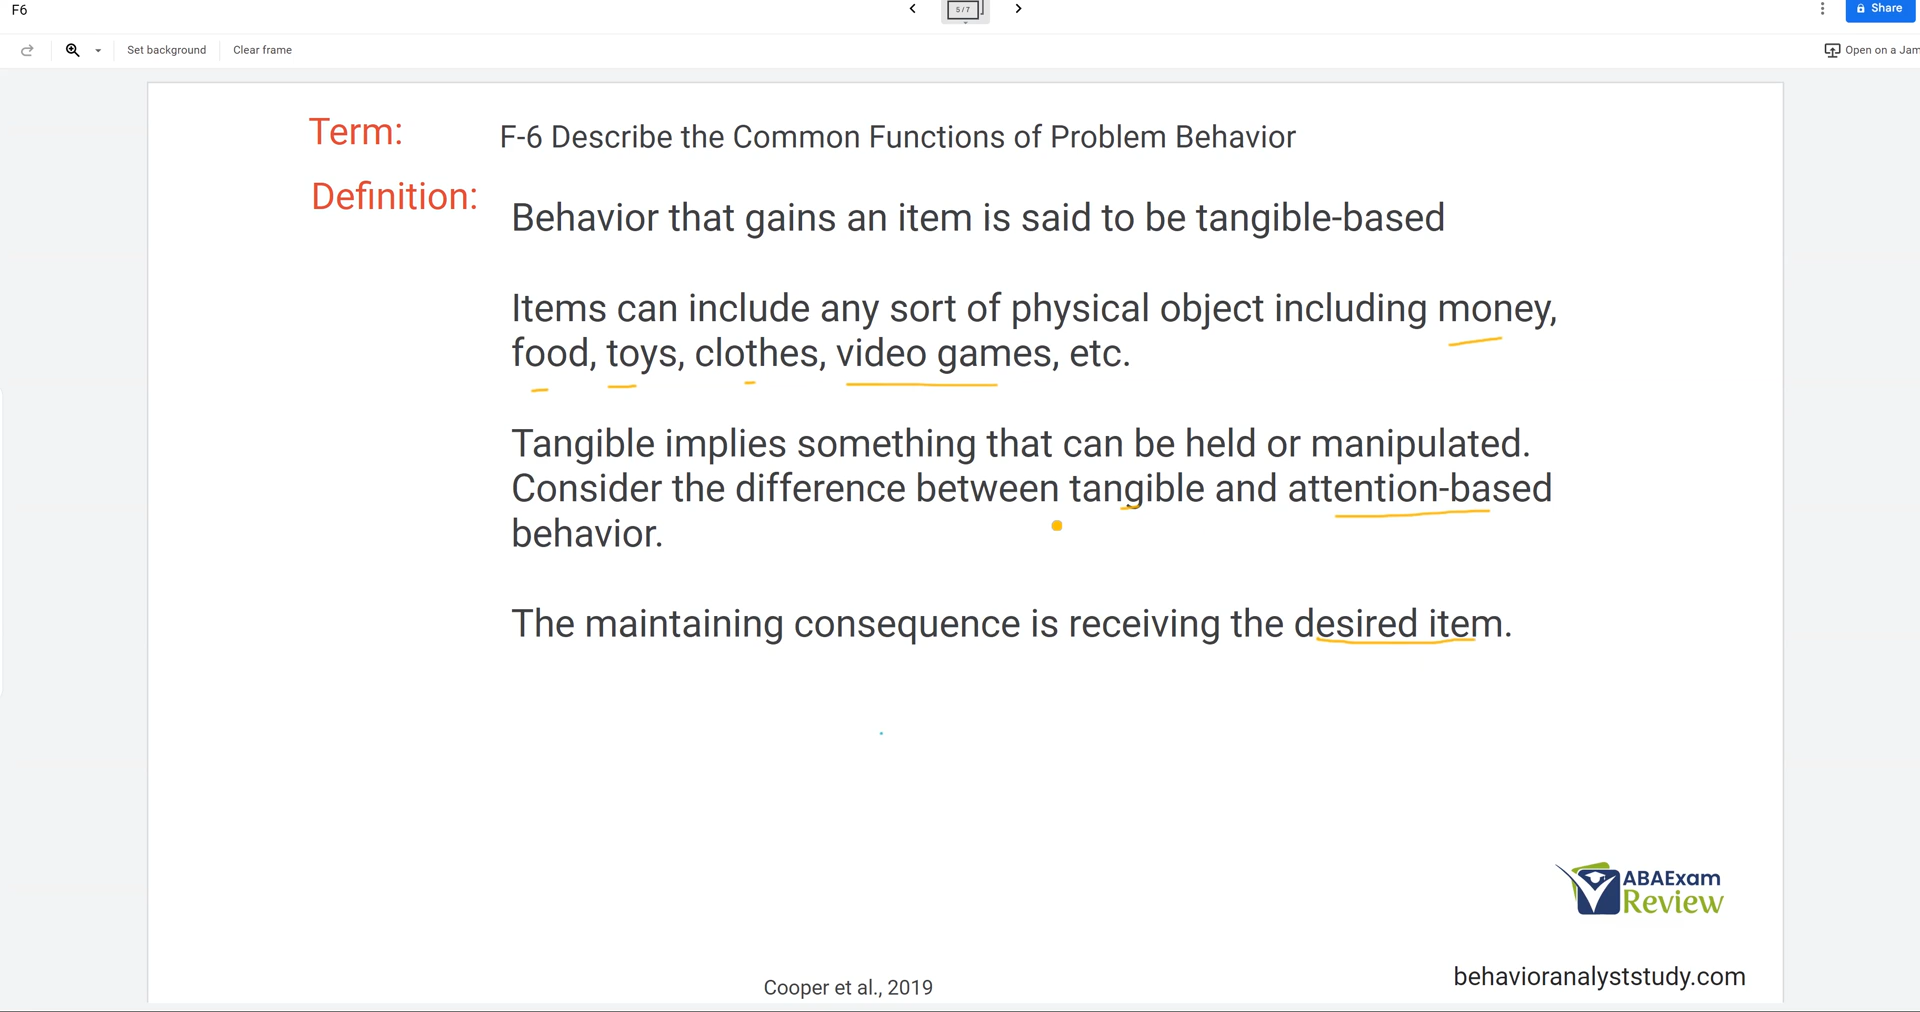 F6
5 / 7
Share
Set background
Clear frame
Open on a Jam
Term:
F-6 Describe the Common Functions of Problem Behavior
Definition:
Behavior that gains an item is said to be tangible-based
Items can include any sort of physical object including money,
food, toys, clothes, video games, etc.
Tangible implies something that can be held or manipulated.
Consider the difference between tangible and attention-based
behavior.
The maintaining consequence is receiving the desired item.
ABAExam
Review
behavioranalyststudy.com
Cooper et al., 2019